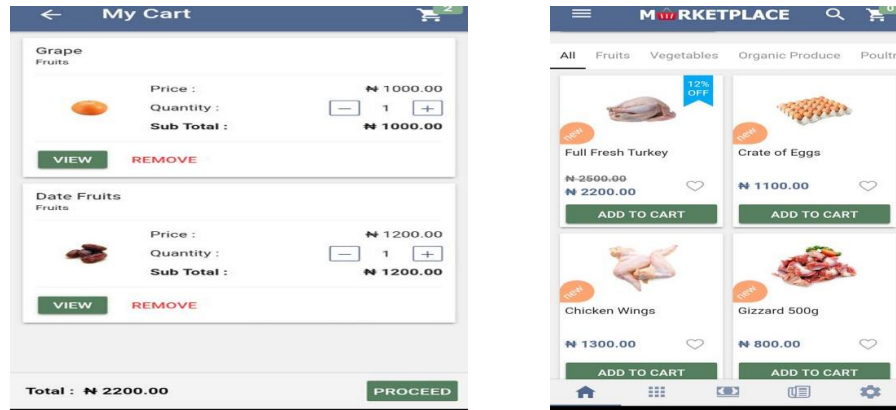 My Cart
2
Grape
Fruits
Price :
₦ 1000.00
Quantity :
— 1 +
Sub Total :
₦ 1000.00
VIEW REMOVE
Date Fruits
Fruits
Price :
₦ 1200.00
Quantity :
— 1 +
Sub Total :
₦ 1200.00
VIEW REMOVE
Total : ₦ 2200.00
PROCEED
MARKETPLACE
0
All Fruits Vegetables Organic Produce Poultr
12%
OFF
new
Full Fresh Turkey
₦ 2500.00
₦ 2200.00
ADD TO CART
new
Crate of Eggs
₦ 1100.00
ADD TO CART
new
Chicken Wings
₦ 1300.00
ADD TO CART
new
Gizzard 500g
₦ 800.00
ADD TO CART